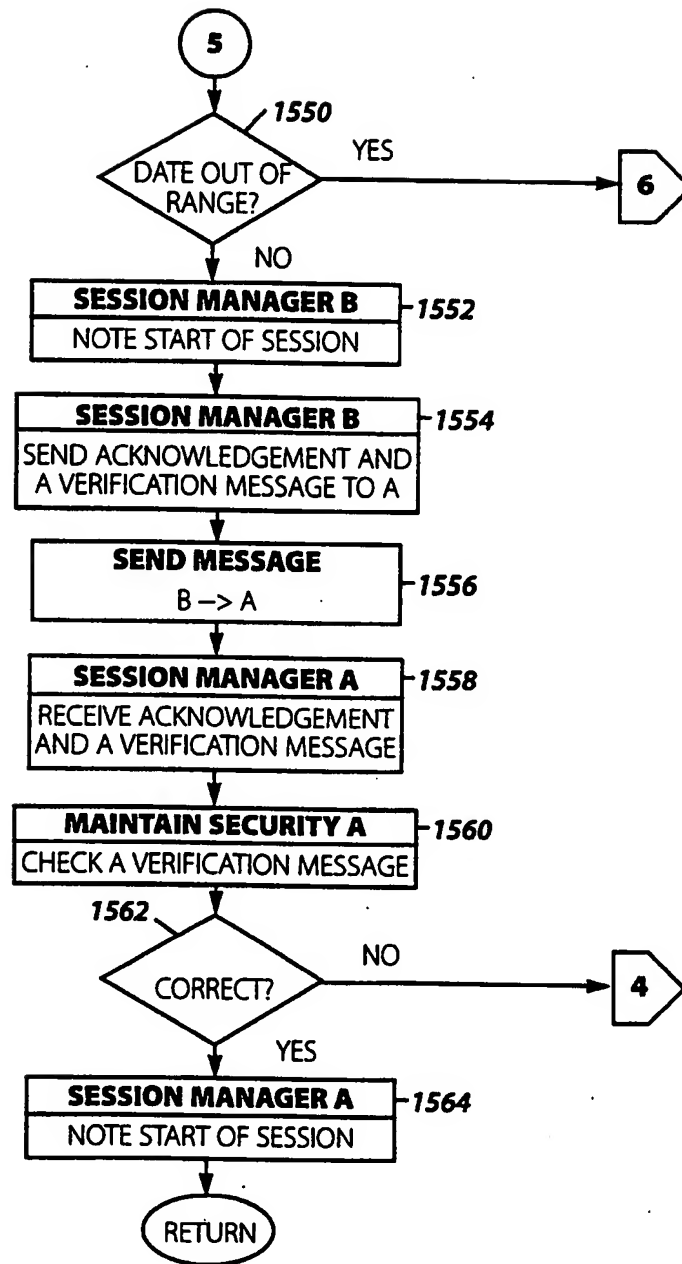 5
1550
DATE OUT OF
RANGE?
YES
6
NO
SESSION MANAGER B
1552
NOTE START OF SESSION
SESSION MANAGER B
1554
SEND ACKNOWLEDGEMENT AND
A VERIFICATION MESSAGE TO A
SEND MESSAGE
1556
B —> A
SESSION MANAGER A
1558
RECEIVE ACKNOWLEDGEMENT
AND A VERIFICATION MESSAGE
MAINTAIN SECURITY A
1560
CHECK A VERIFICATION MESSAGE
1562
CORRECT?
NO
4
YES
SESSION MANAGER A
1564
NOTE START OF SESSION
RETURN